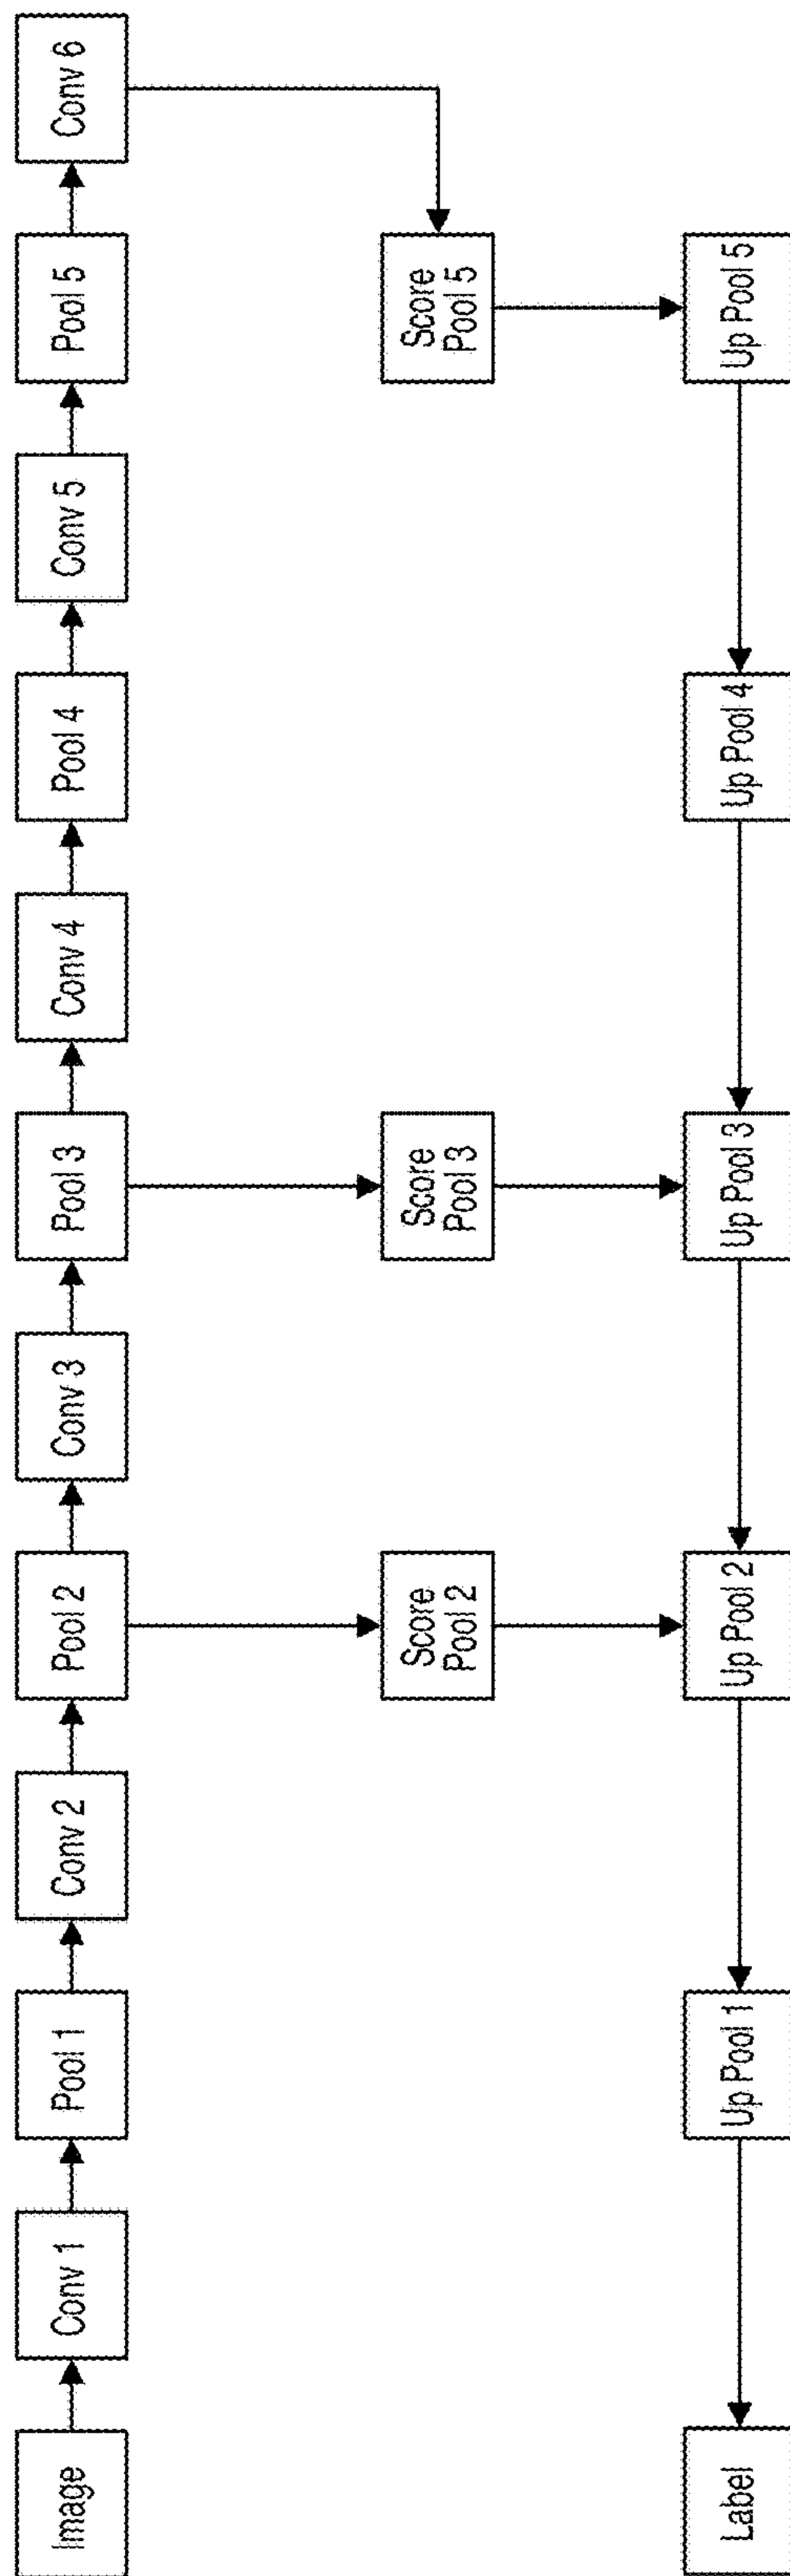 Image
Conv 1
Pool 1
Conv 2
Pool 2
Conv 3
Pool 3
Conv 4
Pool 4
Conv 5
Pool 5
Conv 6
Score
Pool 2
Score
Pool 3
Score
Pool 5
Label
Up Pool 1
Up Pool 2
Up Pool 3
Up Pool 4
Up Pool 5